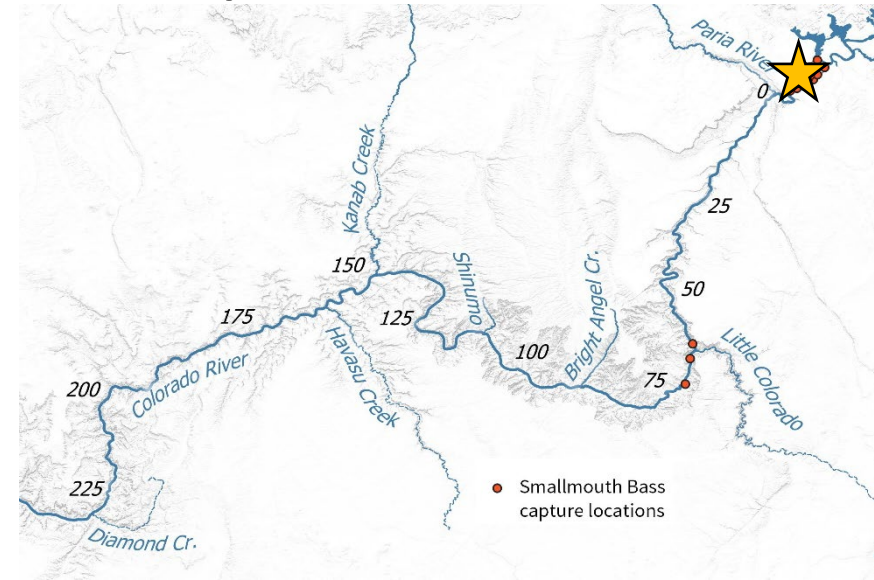 Paria River
0
Kanab Creek
25
150
Shinumo
50
175
125
Bright Angel Cr.
Havasu Creek
100
Little Colorado
200
Colorado River
75
225
Smallmouth Bass
capture locations
Diamond Cr.